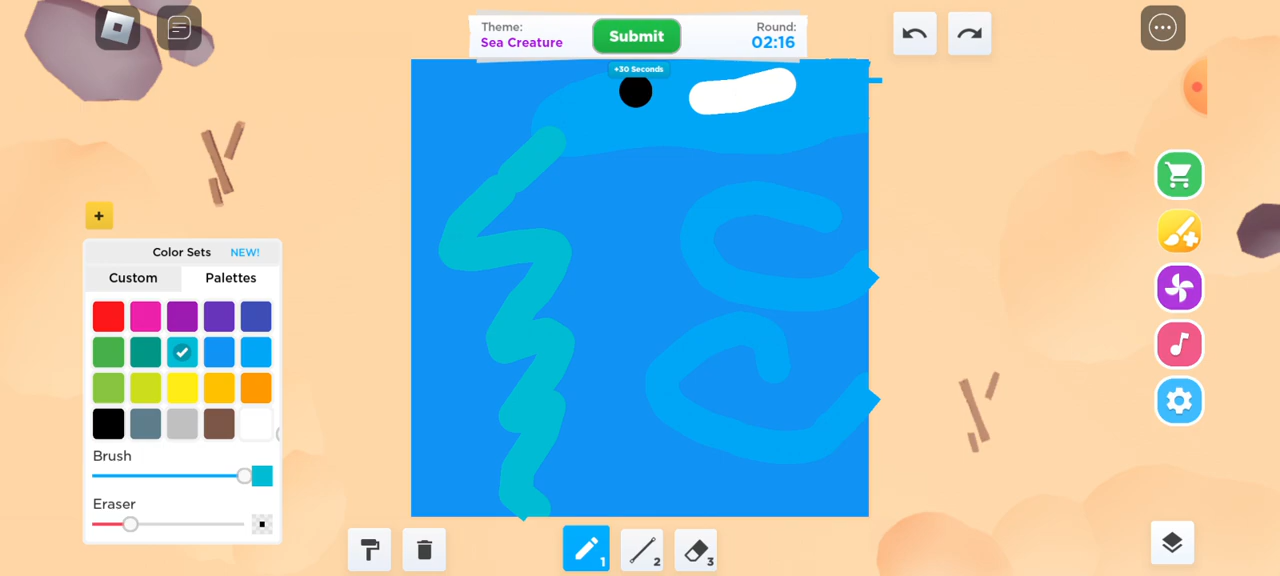 Theme:
Sea Creature
Submit
Round:
02:16
+30 Seconds
+
Color Sets
NEW!
Custom
Palettes
Brush
Eraser
1
2
3